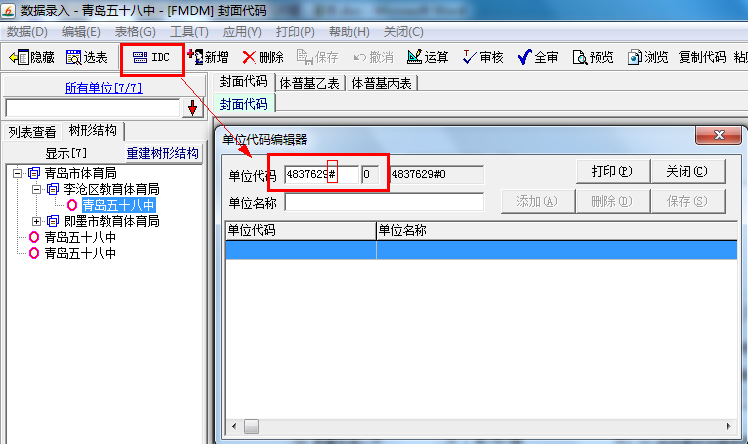 数据录入 - 青岛五十八中 - [FMDM] 封面代码
数据(D) 编辑(E) 表格(G) 工具(T) 应用(Y) 打印(P) 帮助(H) 关闭(C)
隐藏 选表 IDC 新增 删除 保存 撤消 运算 审核 全审 预览 浏览 复制代码 粘
所有单位[7/7]
列表查看 树形结构
显示[7] 重建树形结构
青岛市体育局
李沧区教育体育局
青岛五十八中
即墨市教育体育局
青岛五十八中
青岛五十八中
封面代码 体普基乙表 体普基丙表
封面代码
单位代码编辑器
单位代码 4837629# 0 4837629#0 打印(P) 关闭(C)
单位名称 添加(A) 删除(D) 保存(S)
单位代码 单位名称